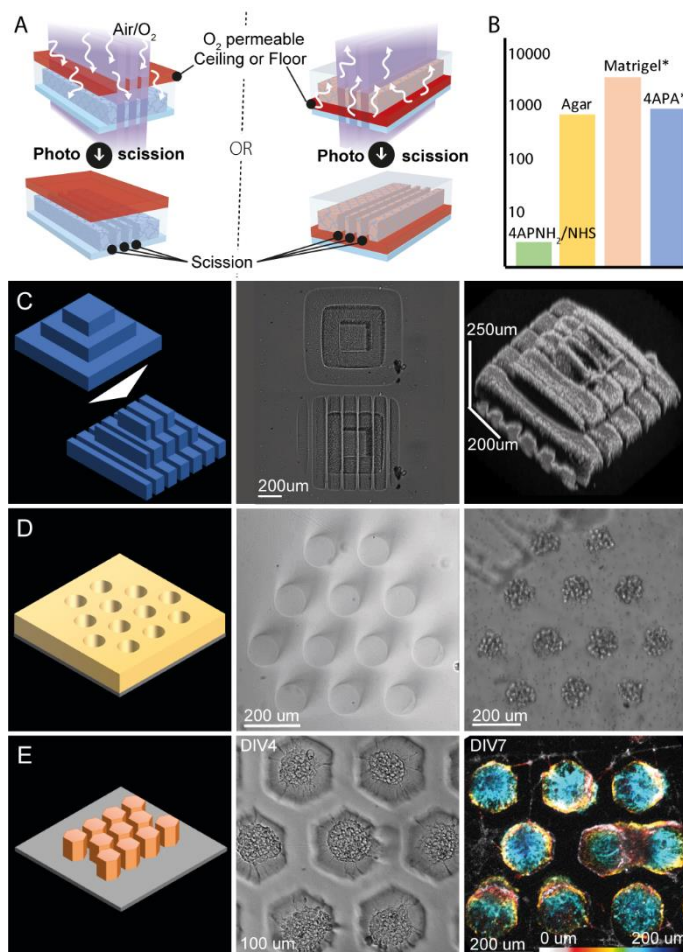 A
Air/O₂
O₂ permeable
Ceiling or Floor
Photo
scission
OR
Photo
scission
Scission
B
10000
1000
100
10
4APNH₂/NHS
Agar
Matrigel*
4APA*
C
200um
250um
200um
D
200 um
200 um
E
DIV4
100 um
DIV7
200 um
0 um
200 um